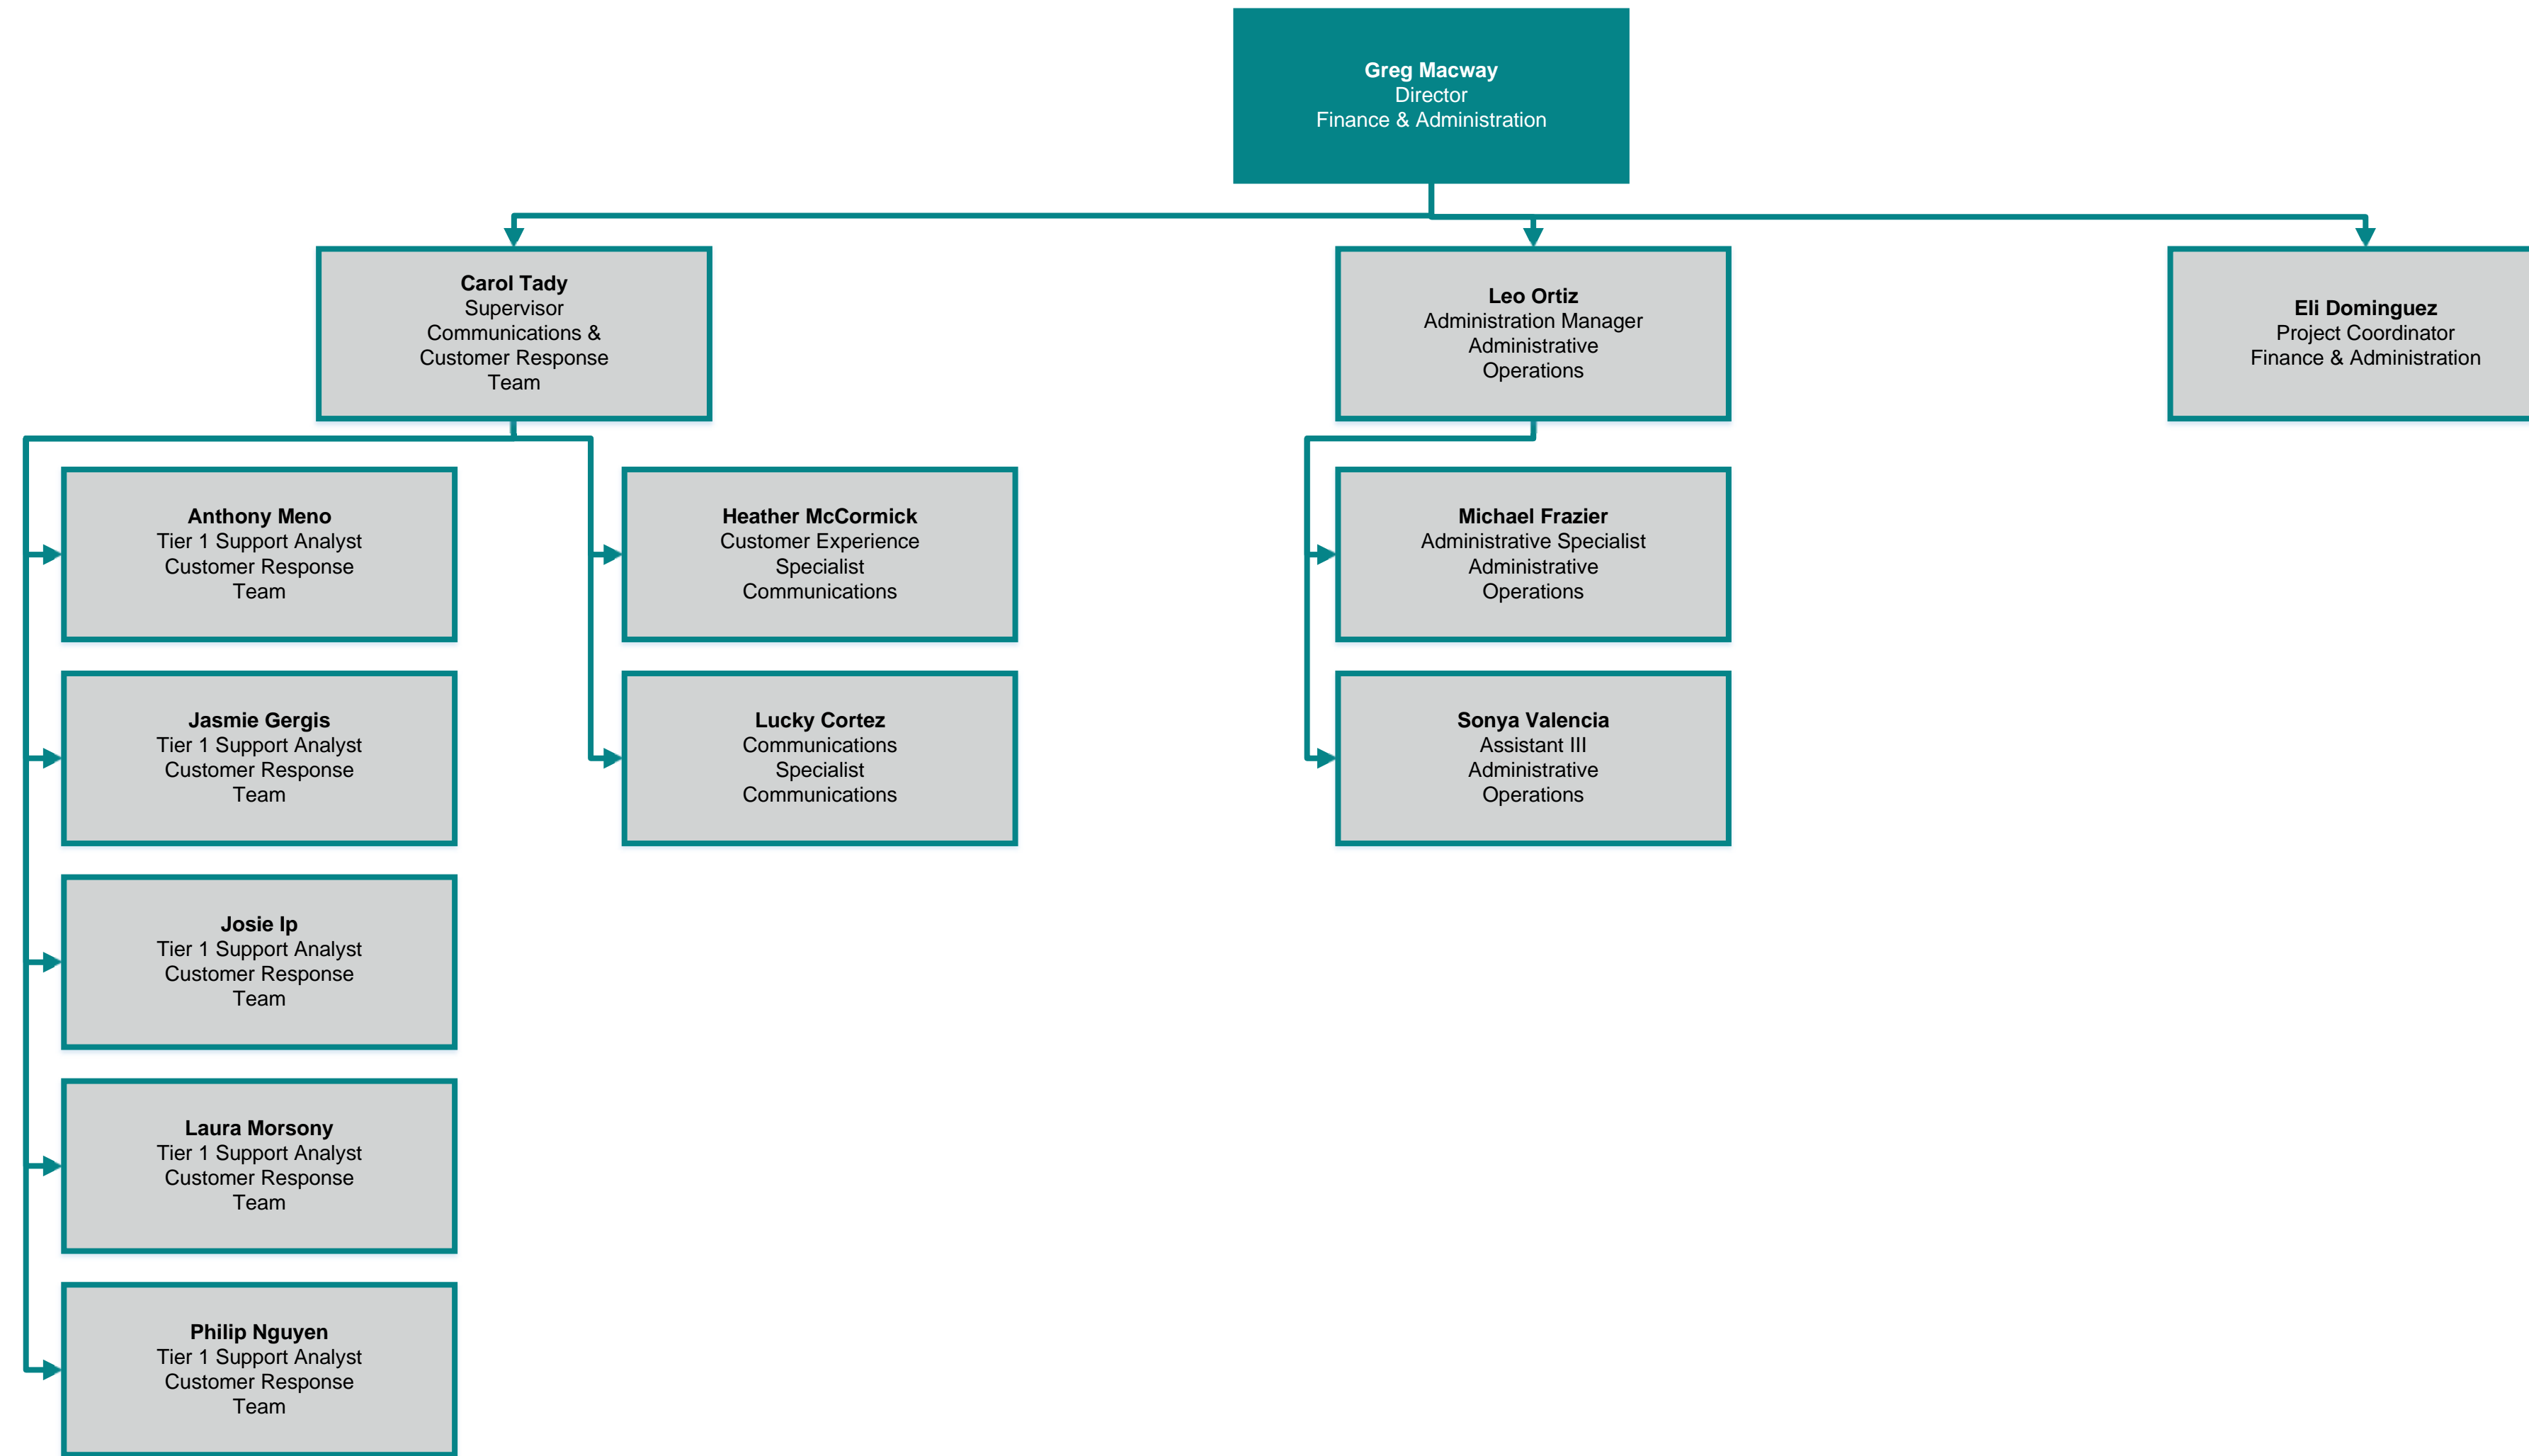 Greg Macway
Director
Finance & Administration
Carol Tady
Supervisor
Communications &
Customer Response
Team
Leo Ortiz
Administration Manager
Administrative
Operations
Eli Dominguez
Project Coordinator
Finance & Administration
Anthony Meno
Tier 1 Support Analyst
Customer Response
Team
Heather McCormick
Customer Experience
Specialist
Communications
Michael Frazier
Administrative Specialist
Administrative
Operations
Jasmie Gergis
Tier 1 Support Analyst
Customer Response
Team
Lucky Cortez
Communications
Specialist
Communications
Sonya Valencia
Assistant III
Administrative
Operations
Josie Ip
Tier 1 Support Analyst
Customer Response
Team
Laura Morsony
Tier 1 Support Analyst
Customer Response
Team
Philip Nguyen
Tier 1 Support Analyst
Customer Response
Team